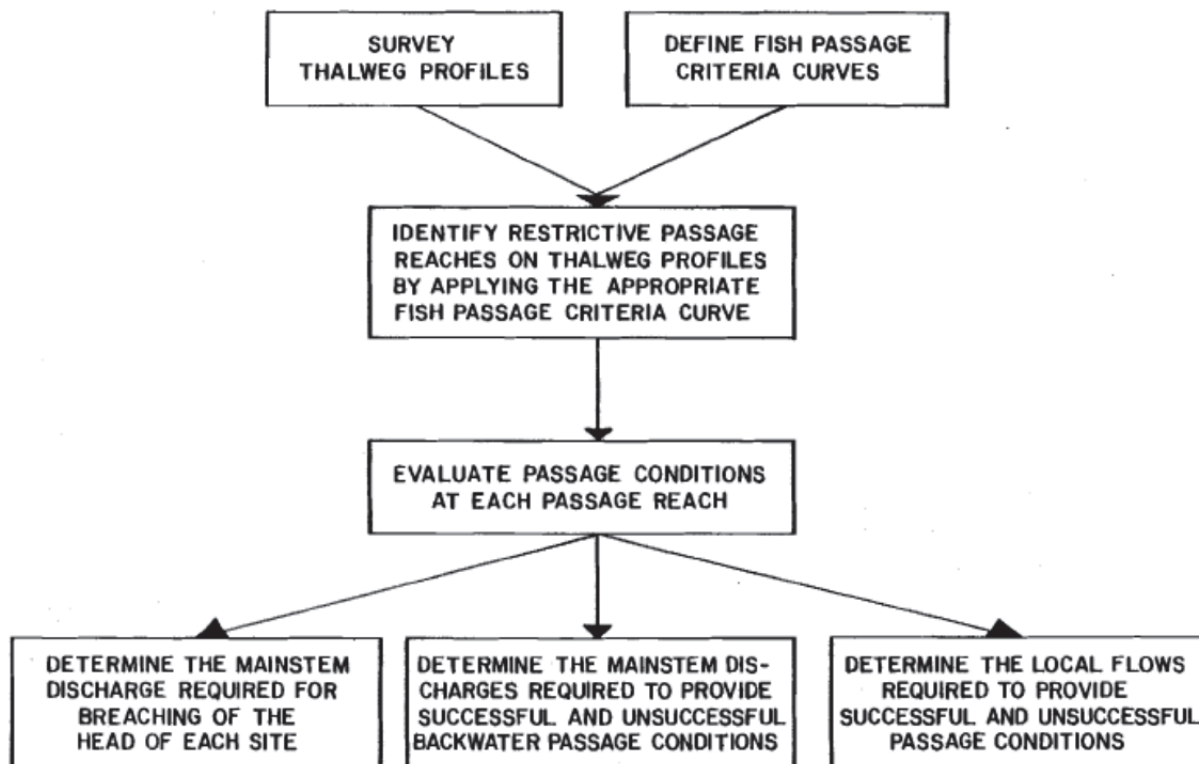 SURVEY
THALWEG PROFILES
DEFINE FISH PASSAGE
CRITERIA CURVES
IDENTIFY RESTRICTIVE PASSAGE
REACHES ON THALWEG PROFILES
BY APPLYING THE APPROPRIATE
FISH PASSAGE CRITERIA CURVE
EVALUATE PASSAGE CONDITIONS
AT EACH PASSAGE REACH
DETERMINE THE MAINSTEM
DISCHARGE REQUIRED FOR
BREACHING OF THE
HEAD OF EACH SITE
DETERMINE THE MAINSTEM DIS-
CHARGES REQUIRED TO PROVIDE
SUCCESSFUL AND UNSUCCESSFUL
BACKWATER PASSAGE CONDITIONS
DETERMINE THE LOCAL FLOWS
REQUIRED TO PROVIDE
SUCCESSFUL AND UNSUCCESSFUL
PASSAGE CONDITIONS